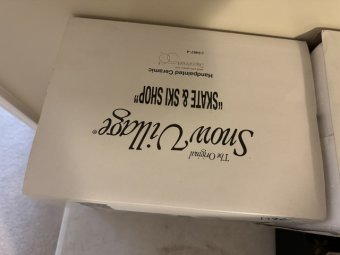 The Original
Snow Village®
"SKATE & SKI SHOP"
Handpainted Ceramic